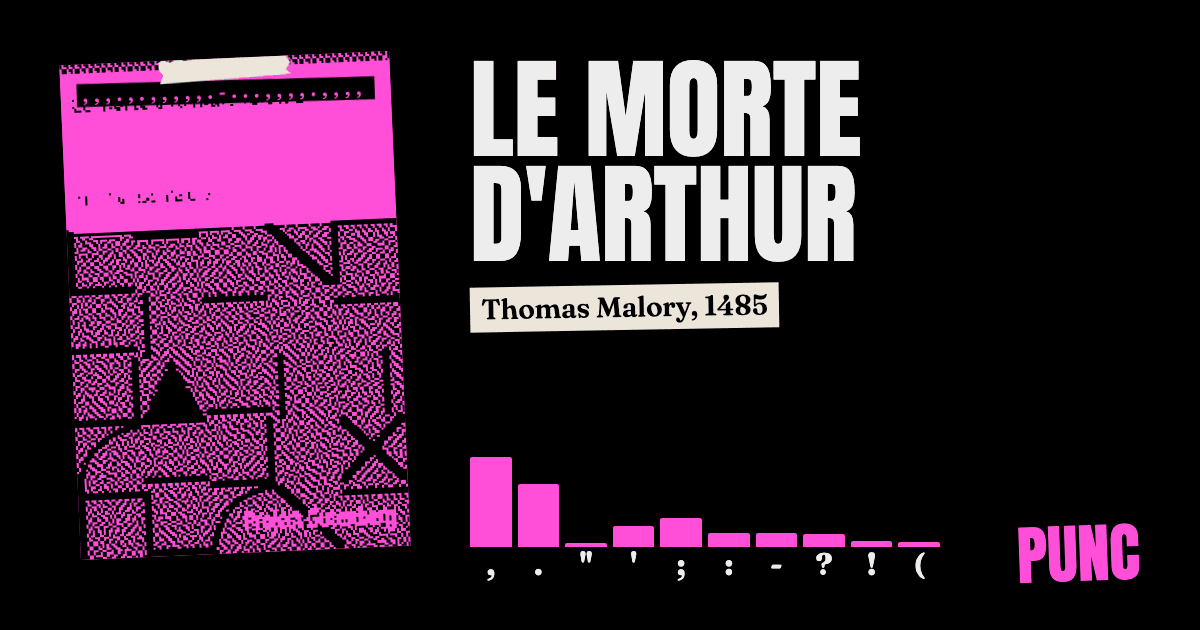 LE MORTE
D'ARTHUR
Thomas Malory, 1485
, . " ' ; : - ? ! (
PUNC